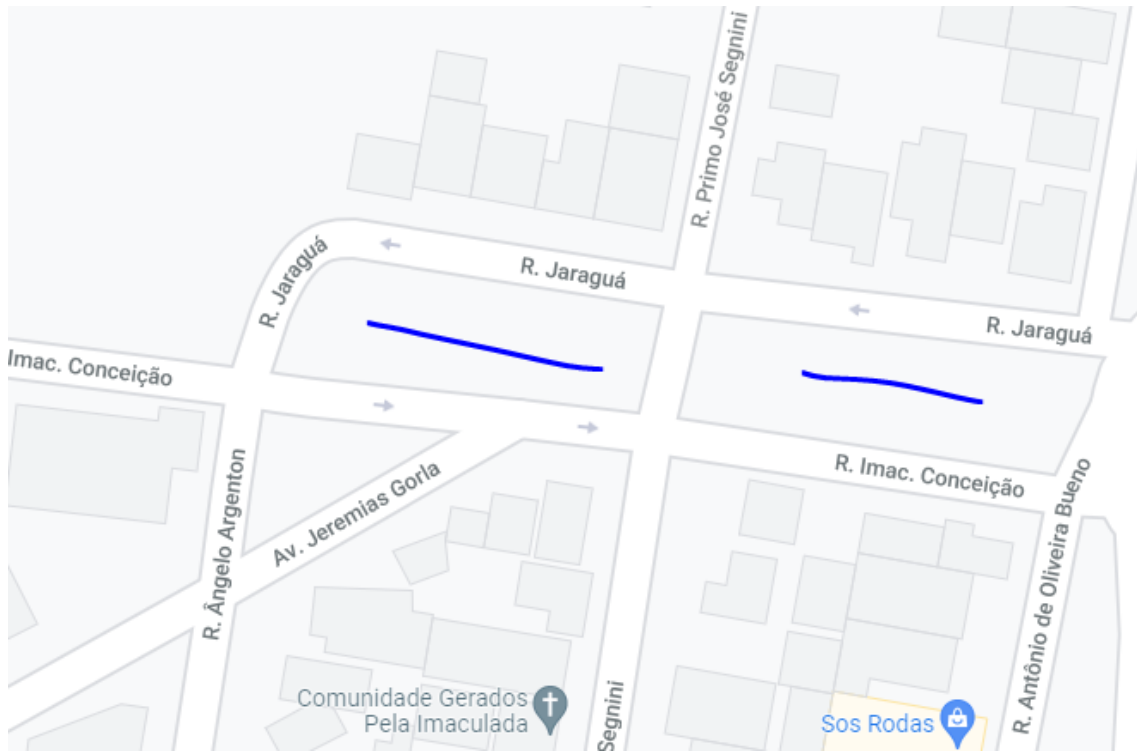 R. Primo José Segnini
R. Jaraguá
R. Jaraguá
R. Jaraguá
Imac. Conceição
R. Imac. Conceição
Av. Jeremias Gorla
R. Ângelo Argenton
R. Antônio de Oliveira Bueno
Comunidade Gerados
Pela Imaculada
Segnini
Sos Rodas